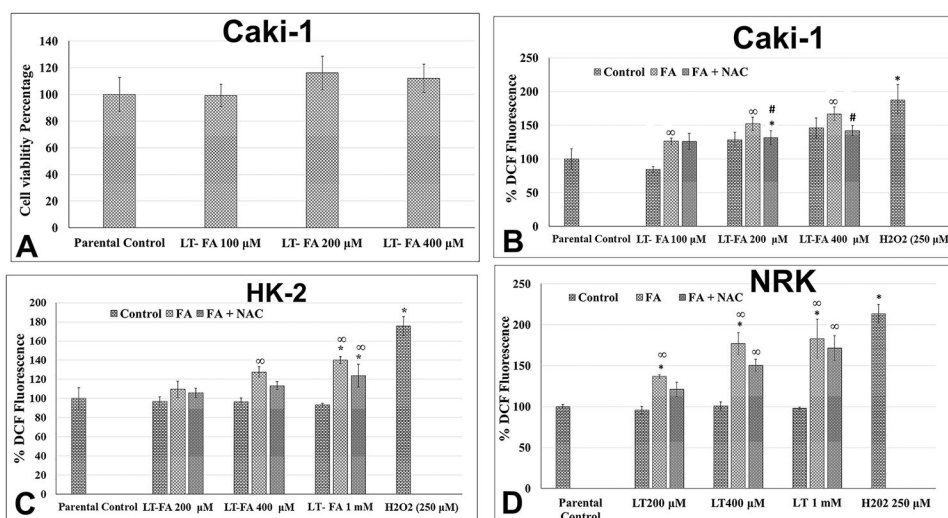 Caki-1
140
120
100
80
60
40
20
0
Cell viablitiy Percentage
Parental Control LT- FA 100 µM LT- FA 200 µM LT- FA 400 µM
A
Caki-1
Control FA FA + NAC
250
200
150
100
50
0
% DCF Fluorescence
∞ ∞ # * ∞ # *
Parental Control LT- FA 100 µM LT-FA 200 µM LT-FA 400 µM H2O2 (250 µM)
B
HK-2
Control FA FA + NAC
200
180
160
140
120
100
80
60
40
20
0
% DCF Fluorescence
∞ ∞ * ∞ * *
Parental Control LT-FA 200 µM LT-FA 400 µM LT- FA 1 mM H2O2 (250 µM)
C
NRK
Control FA FA + NAC
250
200
150
100
50
0
% DCF Fluorescence
∞ * ∞ * ∞ ∞ * ∞ *
Parental Control LT200 µM LT400 µM LT 1 mM H202 250 µM
D